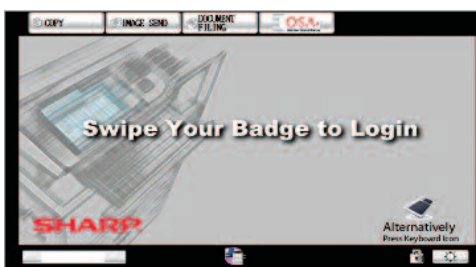 COPY
IMAGE SEND
DOCUMENT
FILING
OSA
Swipe Your Badge to Login
SHARP
Alternatively
Press Keyboard Icon